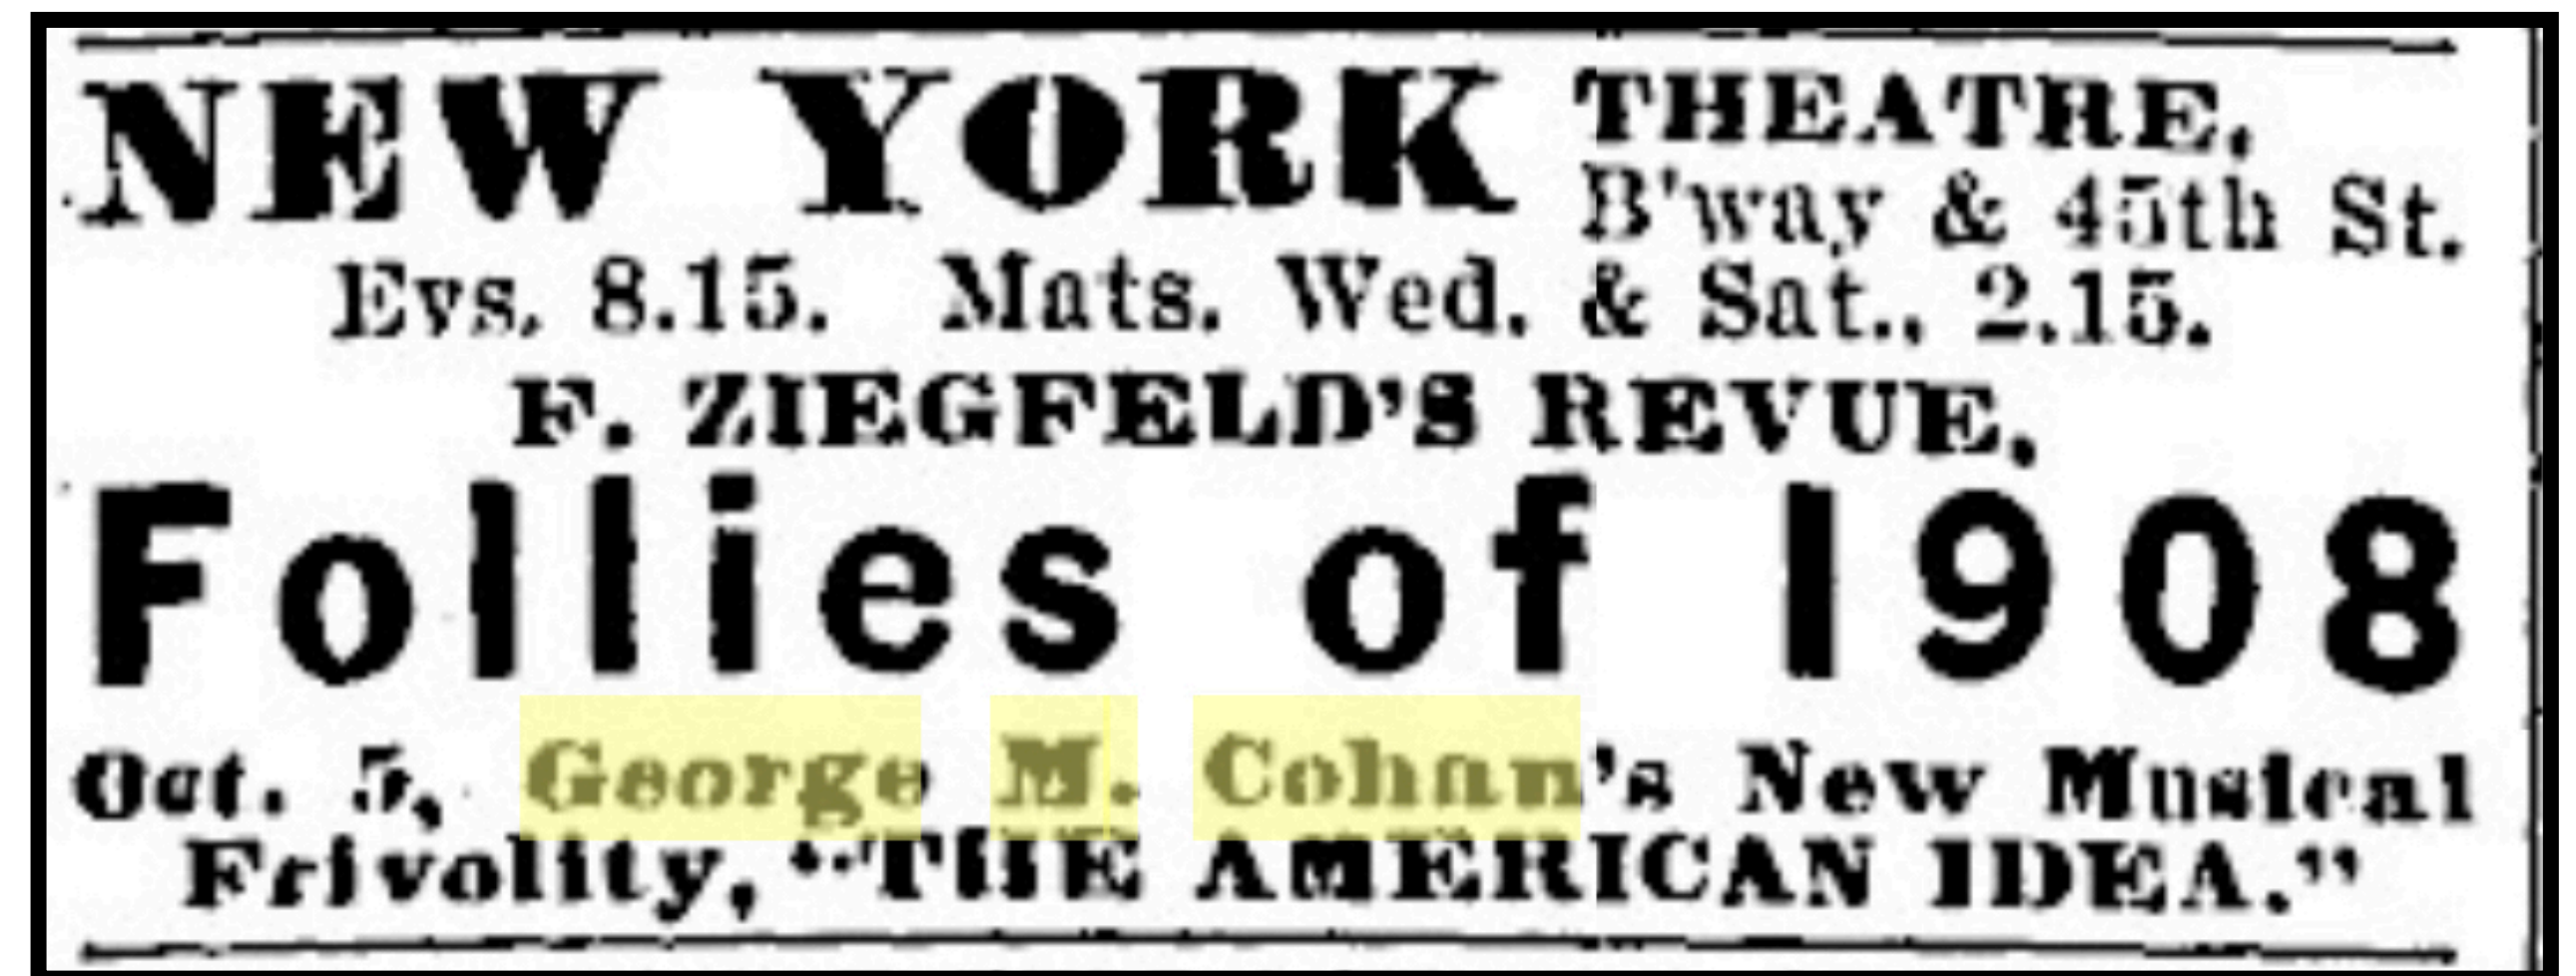 NEW YORK THEATRE,
B'way & 45th St.
Evs. 8.15. Mats. Wed. & Sat., 2.15.
F. ZIEGFELD'S REVUE,
Follies of 1908
Oct. 5, George M. Cohan's New Musical
Frivolity, "THE AMERICAN IDEA."